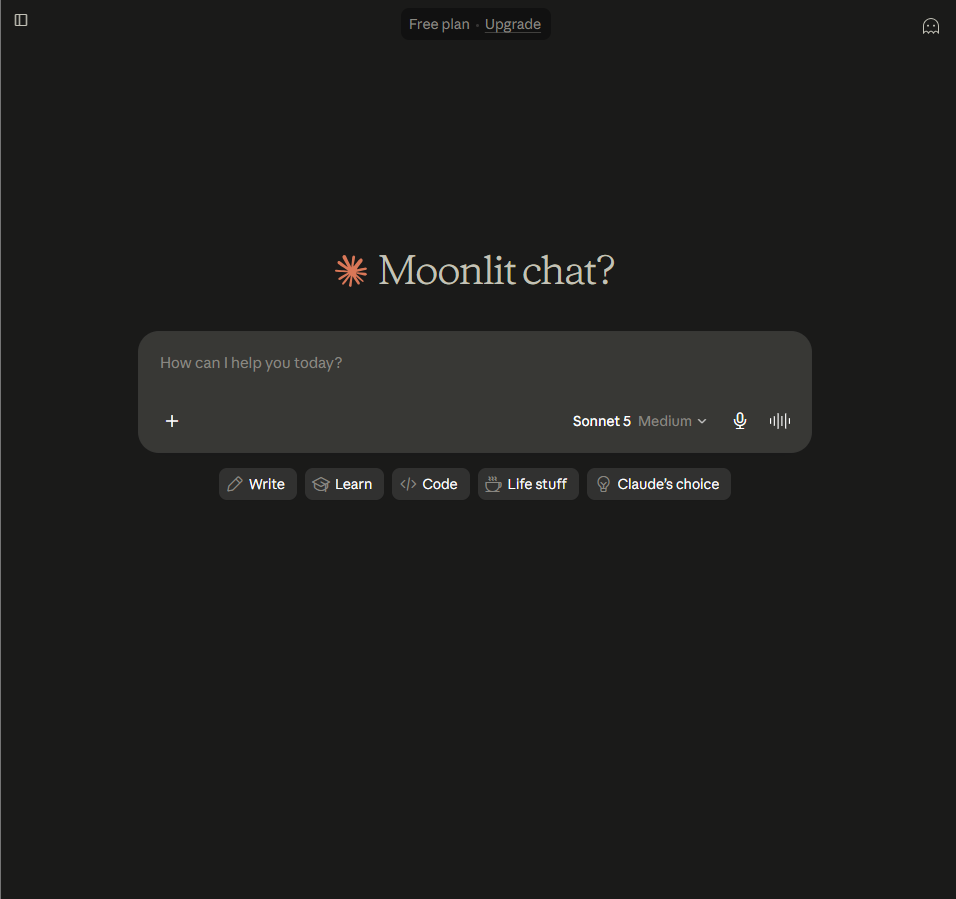 Free plan · Upgrade
Moonlit chat?
How can I help you today?
Sonnet 5 Medium
Write
Learn
Code
Life stuff
Claude's choice